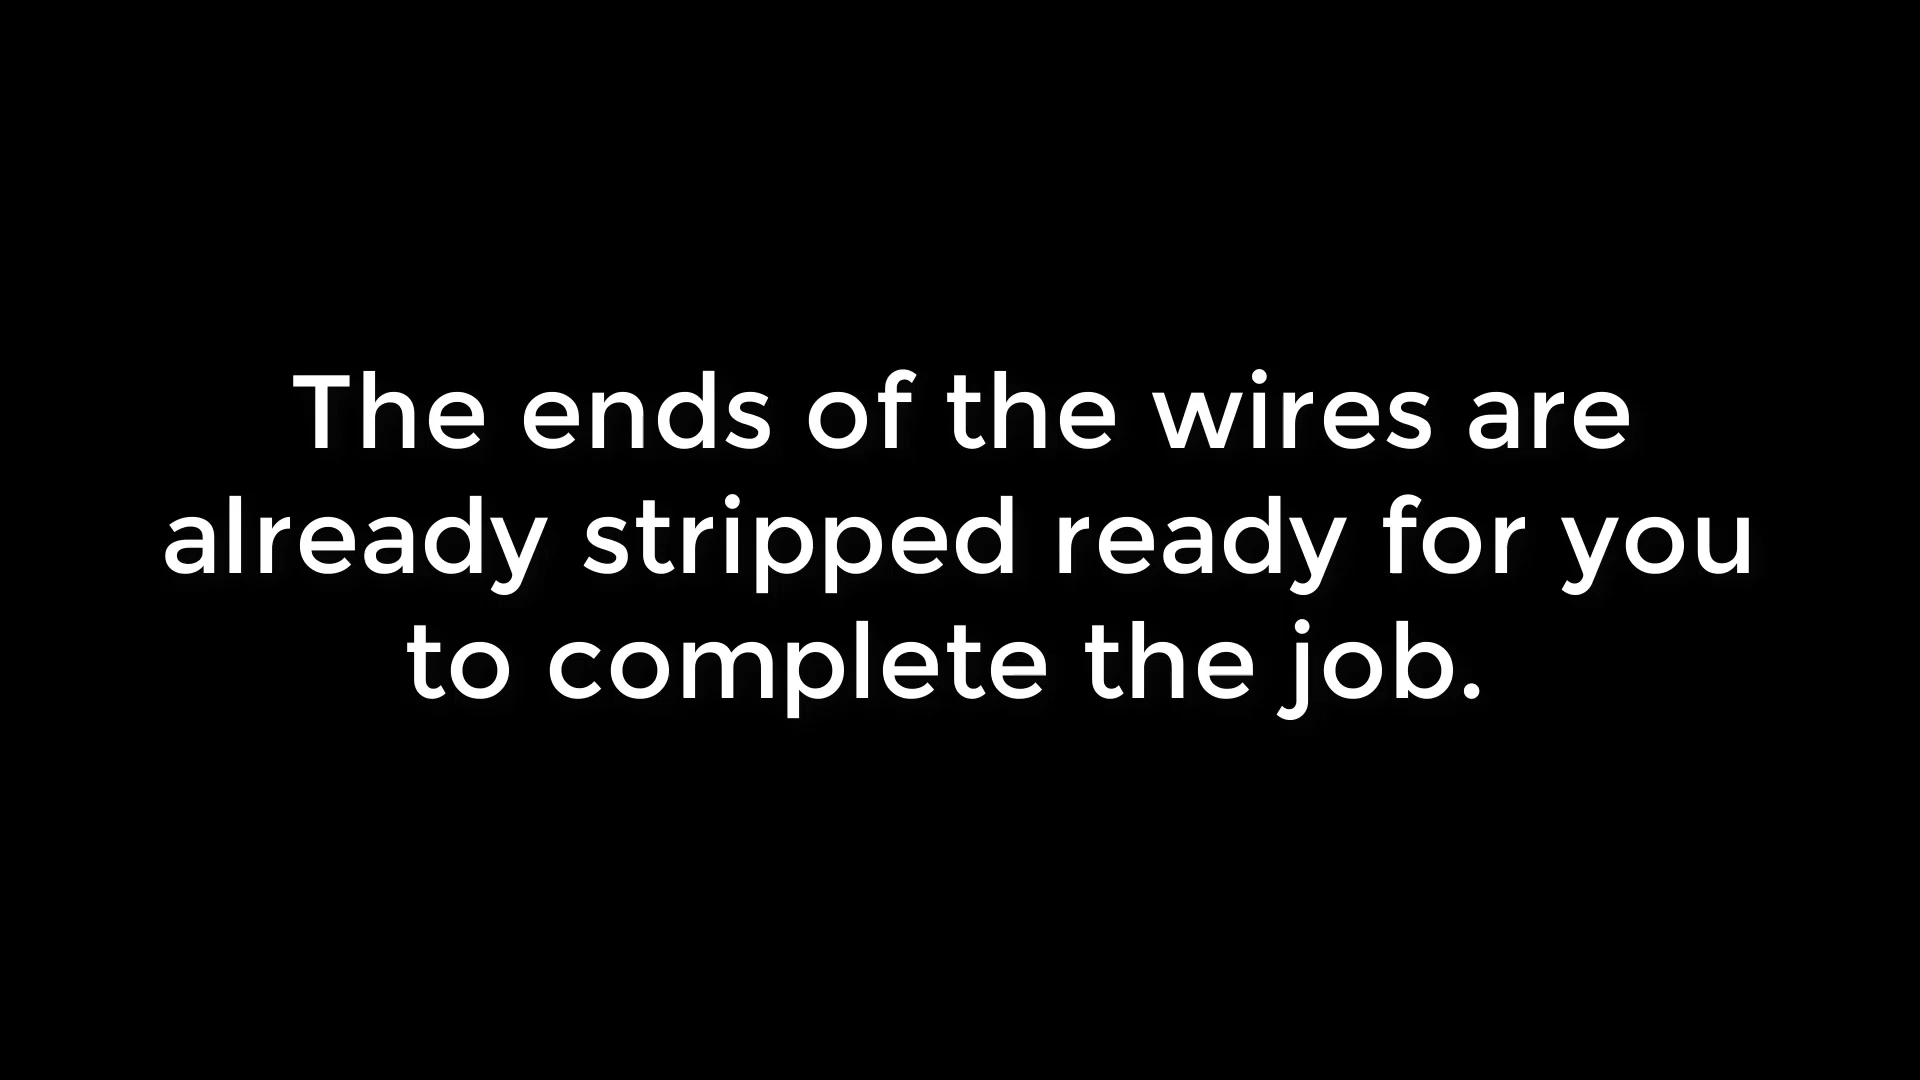 The ends of the wires are
already stripped ready for you
to complete the job.